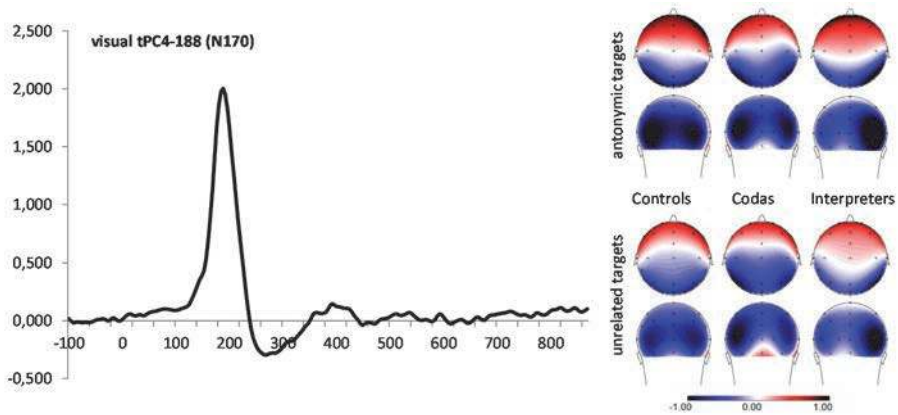 visual tPC4-188 (N170)
2,500
2,000
1,500
1,000
0,500
0,000
-0,500
-100 0 100 200 300 400 500 600 700 800
antonymic targets
Controls Codas Interpreters
unrelated targets
-1.00 0.00 1.00